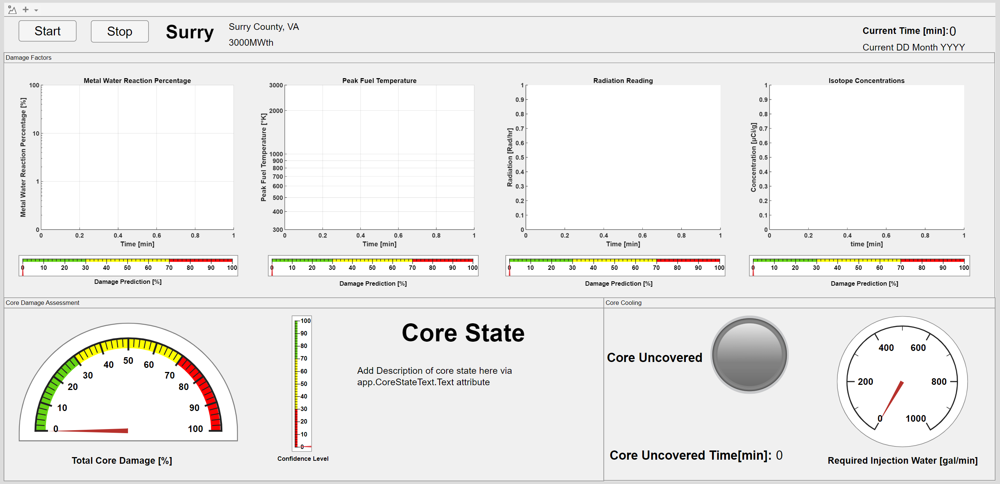 Start
Stop
Surry
Surry County, VA
3000MWth
Current Time [min]:0
Current DD Month YYYY
Damage Factors
Metal Water Reaction Percentage
Metal Water Reaction Percentage [%]
100
10
1
0
0 0.2 0.4 0.6 0.8 1
Time [min]
0 10 20 30 40 50 60 70 80 90 100
Damage Prediction [%]
Peak Fuel Temperature
Peak Fuel Temperature [°K]
3000
2000
1000
900
800
700
600
500
400
300
0 0.2 0.4 0.6 0.8 1
Time [min]
0 10 20 30 40 50 60 70 80 90 100
Damage Prediction [%]
Radiation Reading
Radiation [Rad/hr]
1
0.9
0.8
0.7
0.6
0.5
0.4
0.3
0.2
0.1
0
0 0.2 0.4 0.6 0.8 1
Time [min]
0 10 20 30 40 50 60 70 80 90 100
Damage Prediction [%]
Isotope Concentrations
Concentration [µCi/g]
1
0.9
0.8
0.7
0.6
0.5
0.4
0.3
0.2
0.1
0
0 0.2 0.4 0.6 0.8 1
time [min]
0 10 20 30 40 50 60 70 80 90 100
Damage Prediction [%]
Core Damage Assessment
0 10 20 30 40 50 60 70 80 90 100
Total Core Damage [%]
100
90
80
70
60
50
40
30
20
10
0
Confidence Level
Core State
Add Description of core state here via
app.CoreStateText.Text attribute
Core Cooling
Core Uncovered
Core Uncovered Time[min]: 0
0 200 400 600 800 1000
Required Injection Water [gal/min]